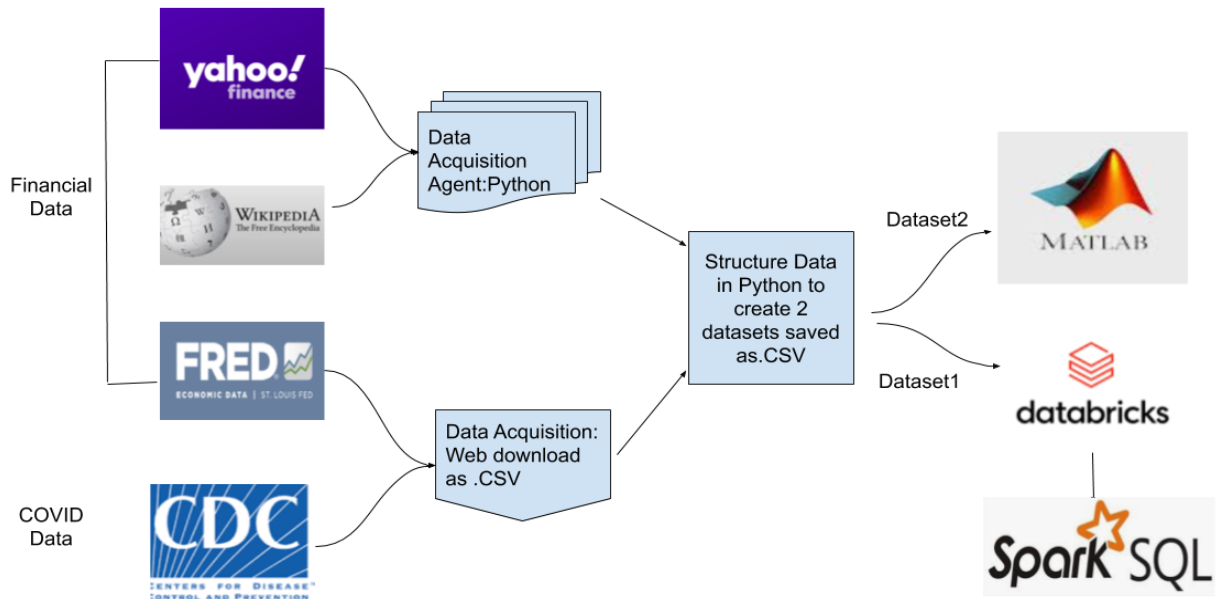 yahoo!
finance
Financial
Data
WIKIPEDIA
The Free Encyclopedia
FRED
ECONOMIC DATA | ST. LOUIS FED
COVID
Data
CDC
CENTERS FOR DISEASE
CONTROL AND PREVENTION
Data
Acquisition
Agent:Python
Data Acquisition:
Web download
as .CSV
Structure Data
in Python to
create 2
datasets saved
as.CSV
Dataset2
Dataset1
MATLAB
databricks
Spark SQL